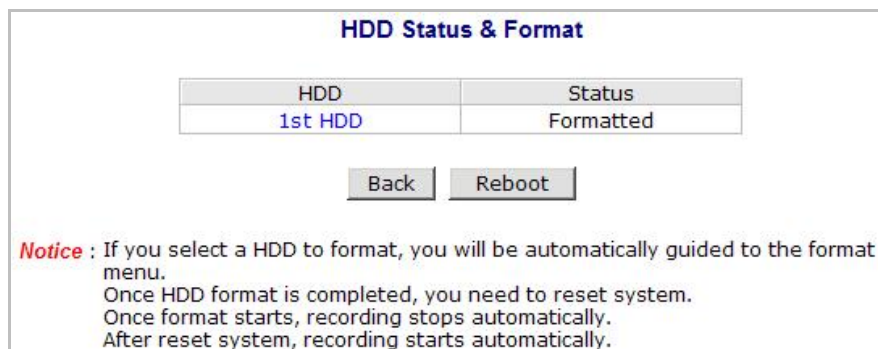 HDD Status & Format
HDD Status
1st HDD Formatted
Back Reboot
Notice : If you select a HDD to format, you will be automatically guided to the format
menu.
Once HDD format is completed, you need to reset system.
Once format starts, recording stops automatically.
After reset system, recording starts automatically.